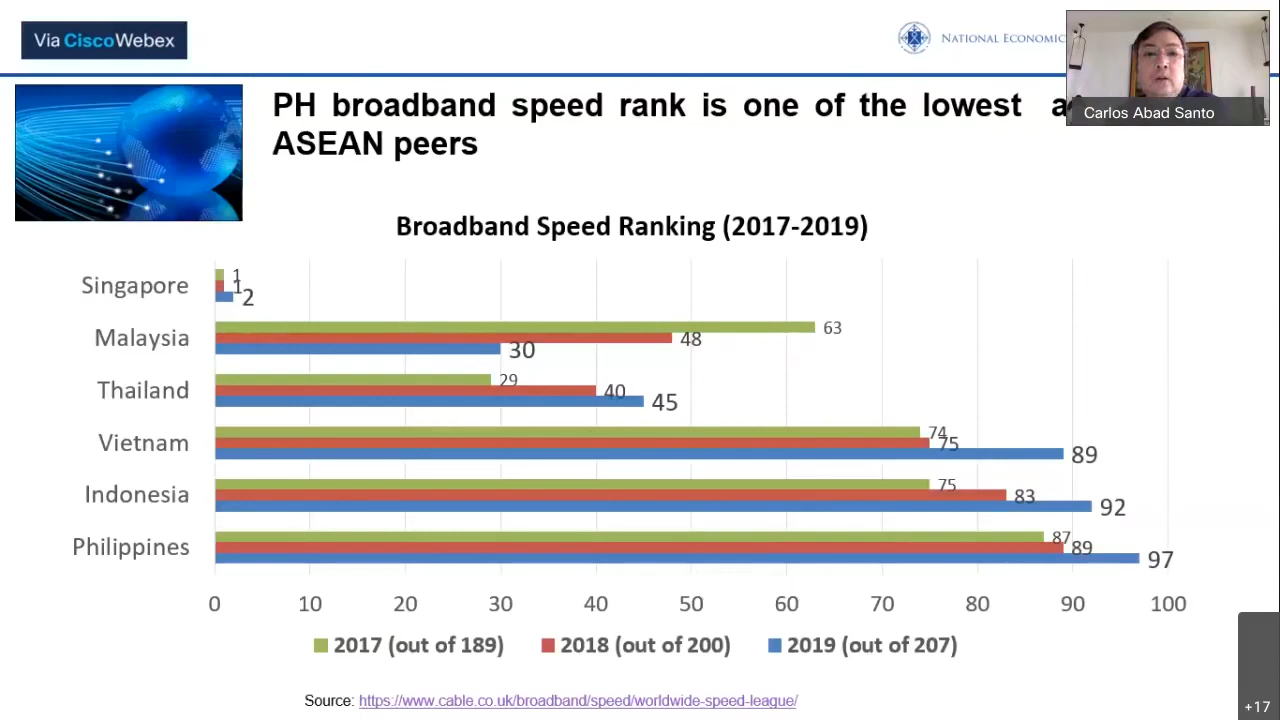 Via CiscoWebex
NATIONAL ECONOMIC
Carlos Abad Santo
PH broadband speed rank is one of the lowest
ASEAN peers
Broadband Speed Ranking (2017-2019)
Singapore
1
1
2
Malaysia
63
48
30
Thailand
29
40
45
Vietnam
74
75
89
Indonesia
75
83
92
Philippines
87
89
97
0 10 20 30 40 50 60 70 80 90 100
2017 (out of 189) 2018 (out of 200) 2019 (out of 207)
Source: https://www.cable.co.uk/broadband/speed/worldwide-speed-league/
+17